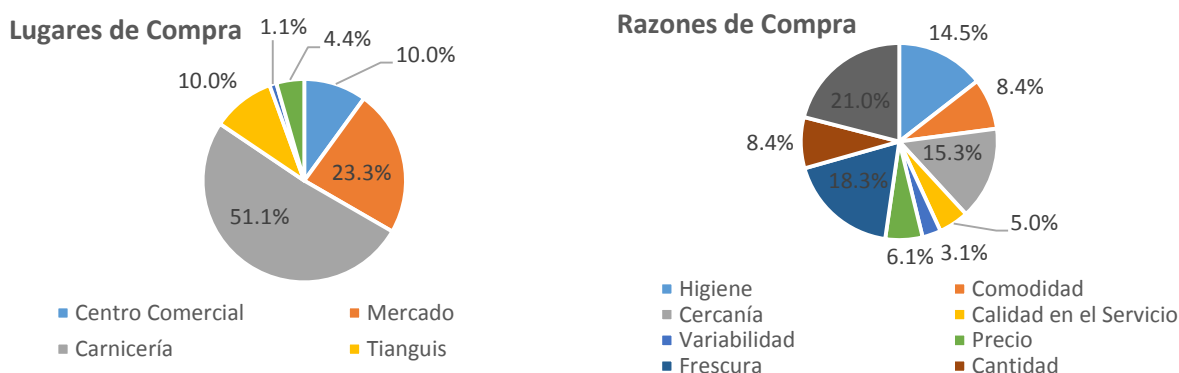 Lugares de Compra
1.1%
4.4%
10.0%
10.0%
23.3%
51.1%
Centro Comercial
Mercado
Carnicería
Tianguis
Razones de Compra
14.5%
8.4%
21.0%
15.3%
8.4%
18.3%
5.0%
6.1%
3.1%
Higiene
Comodidad
Cercanía
Calidad en el Servicio
Variabilidad
Precio
Frescura
Cantidad